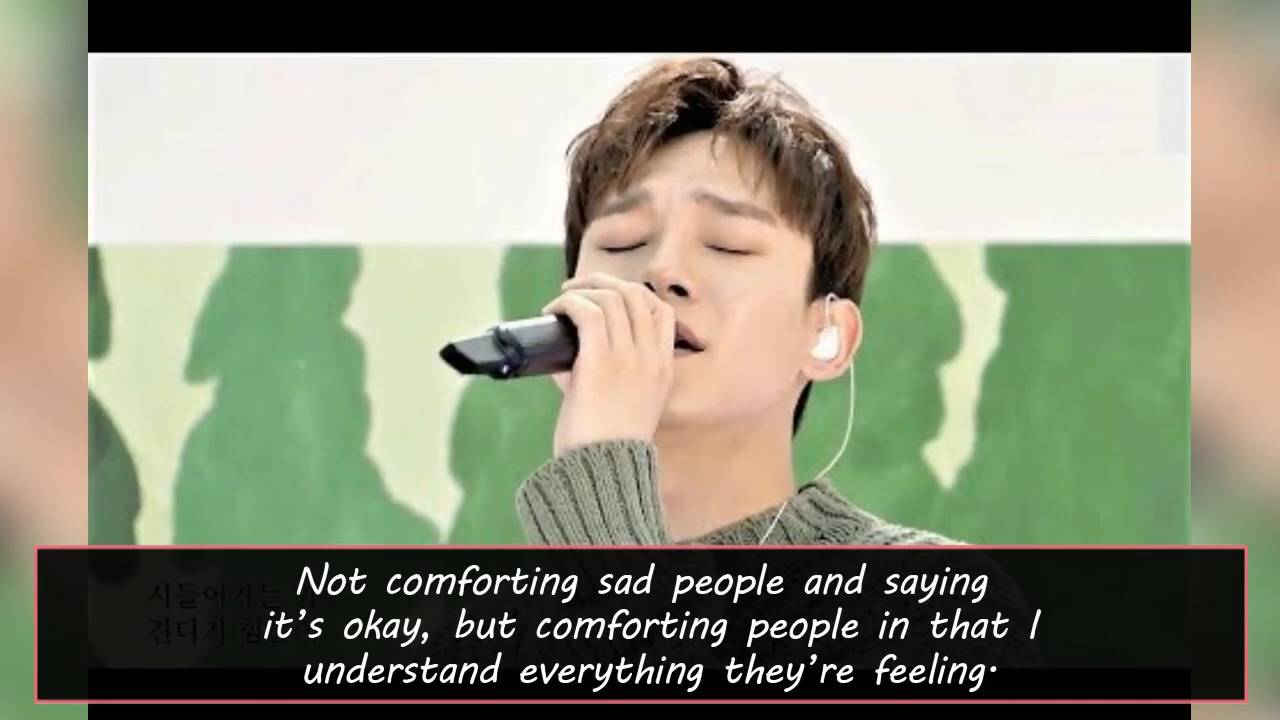 Not comforting sad people and saying
it’s okay, but comforting people in that I
understand everything they’re feeling.